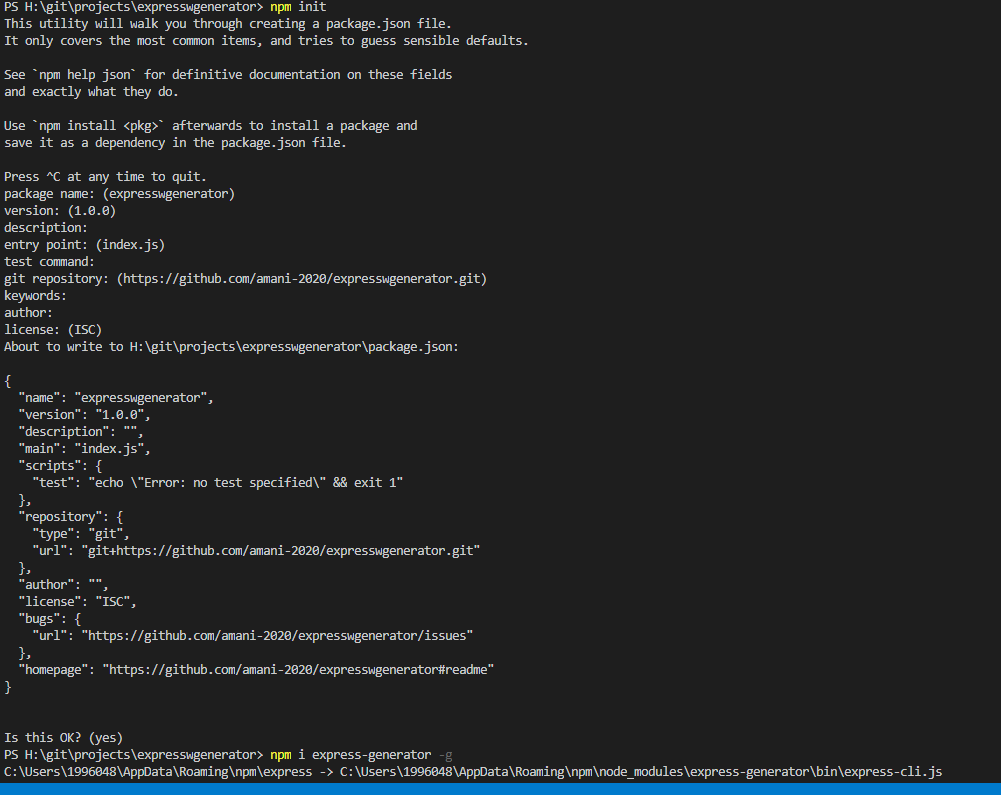 PS H:\git\projects\expresswgenerator> npm init
This utility will walk you through creating a package.json file.
It only covers the most common items, and tries to guess sensible defaults.
See `npm help json` for definitive documentation on these fields
and exactly what they do.
Use `npm install <pkg>` afterwards to install a package and
save it as a dependency in the package.json file.
Press ^C at any time to quit.
package name: (expresswgenerator)
version: (1.0.0)
description:
entry point: (index.js)
test command:
git repository: (https://github.com/amani-2020/expresswgenerator.git)
keywords:
author:
license: (ISC)
About to write to H:\git\projects\expresswgenerator\package.json:
{
  "name": "expresswgenerator",
  "version": "1.0.0",
  "description": "",
  "main": "index.js",
  "scripts": {
    "test": "echo \"Error: no test specified\" && exit 1"
  },
  "repository": {
    "type": "git",
    "url": "git+https://github.com/amani-2020/expresswgenerator.git"
  },
  "author": "",
  "license": "ISC",
  "bugs": {
    "url": "https://github.com/amani-2020/expresswgenerator/issues"
  },
  "homepage": "https://github.com/amani-2020/expresswgenerator#readme"
}
Is this OK? (yes)
PS H:\git\projects\expresswgenerator> npm i express-generator -g
C:\Users\1996048\AppData\Roaming\npm\express -> C:\Users\1996048\AppData\Roaming\npm\node_modules\express-generator\bin\express-cli.js